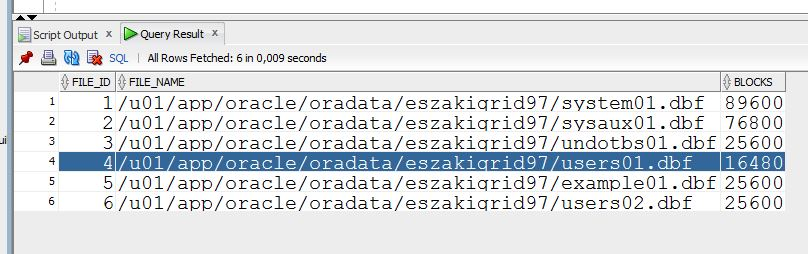 Script Output × Query Result ×
SQL | All Rows Fetched: 6 in 0,009 seconds
FILE_ID FILE_NAME BLOCKS
1 1 /u01/app/oracle/oradata/eszakigrid97/system01.dbf 89600
2 2 /u01/app/oracle/oradata/eszakigrid97/sysaux01.dbf 76800
3 3 /u01/app/oracle/oradata/eszakigrid97/undotbs01.dbf 25600
4 4 /u01/app/oracle/oradata/eszakigrid97/users01.dbf 16480
5 5 /u01/app/oracle/oradata/eszakigrid97/example01.dbf 25600
6 6 /u01/app/oracle/oradata/eszakigrid97/users02.dbf 25600